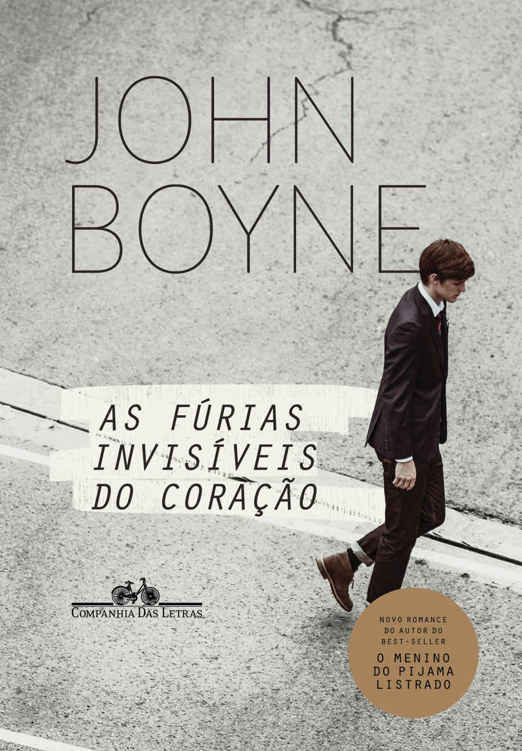 JOHN
BOYNE
AS FÚRIAS
INVISÍVEIS
DO CORAÇÃO
COMPANHIA DAS LETRAS
NOVO ROMANCE
DO AUTOR DO
BEST-SELLER
O MENINO
DO PIJAMA
LISTRADO